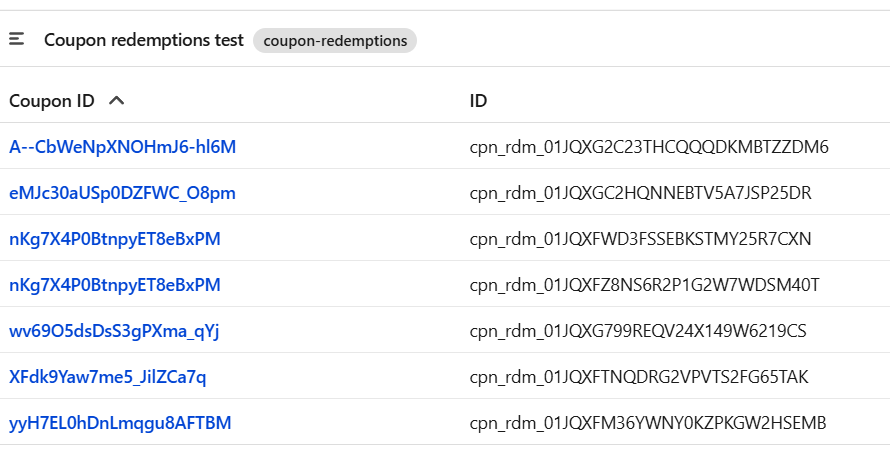 Coupon redemptions test coupon-redemptions
Coupon ID ID
A--CbWeNpXNOHmJ6-hl6M cpn_rdm_01JQXG2C23THCQQQDKMBTZZDM6
eMJc30aUSp0DZFWC_O8pm cpn_rdm_01JQXGC2HQNNEBTV5A7JSP25DR
nKg7X4P0BtnpyET8eBxPM cpn_rdm_01JQXFWD3FSSEBKSTMY25R7CXN
nKg7X4P0BtnpyET8eBxPM cpn_rdm_01JQXFZ8NS6R2P1G2W7WDSM40T
wv69O5dsDsS3gPXma_qYj cpn_rdm_01JQXG799REQV24X149W6219CS
XFdk9Yaw7me5_JilZCa7q cpn_rdm_01JQXFTNQDRG2VPVTS2FG65TAK
yyH7EL0hDnLmqgu8AFTBM cpn_rdm_01JQXFM36YWNY0KZPKGW2HSEMB